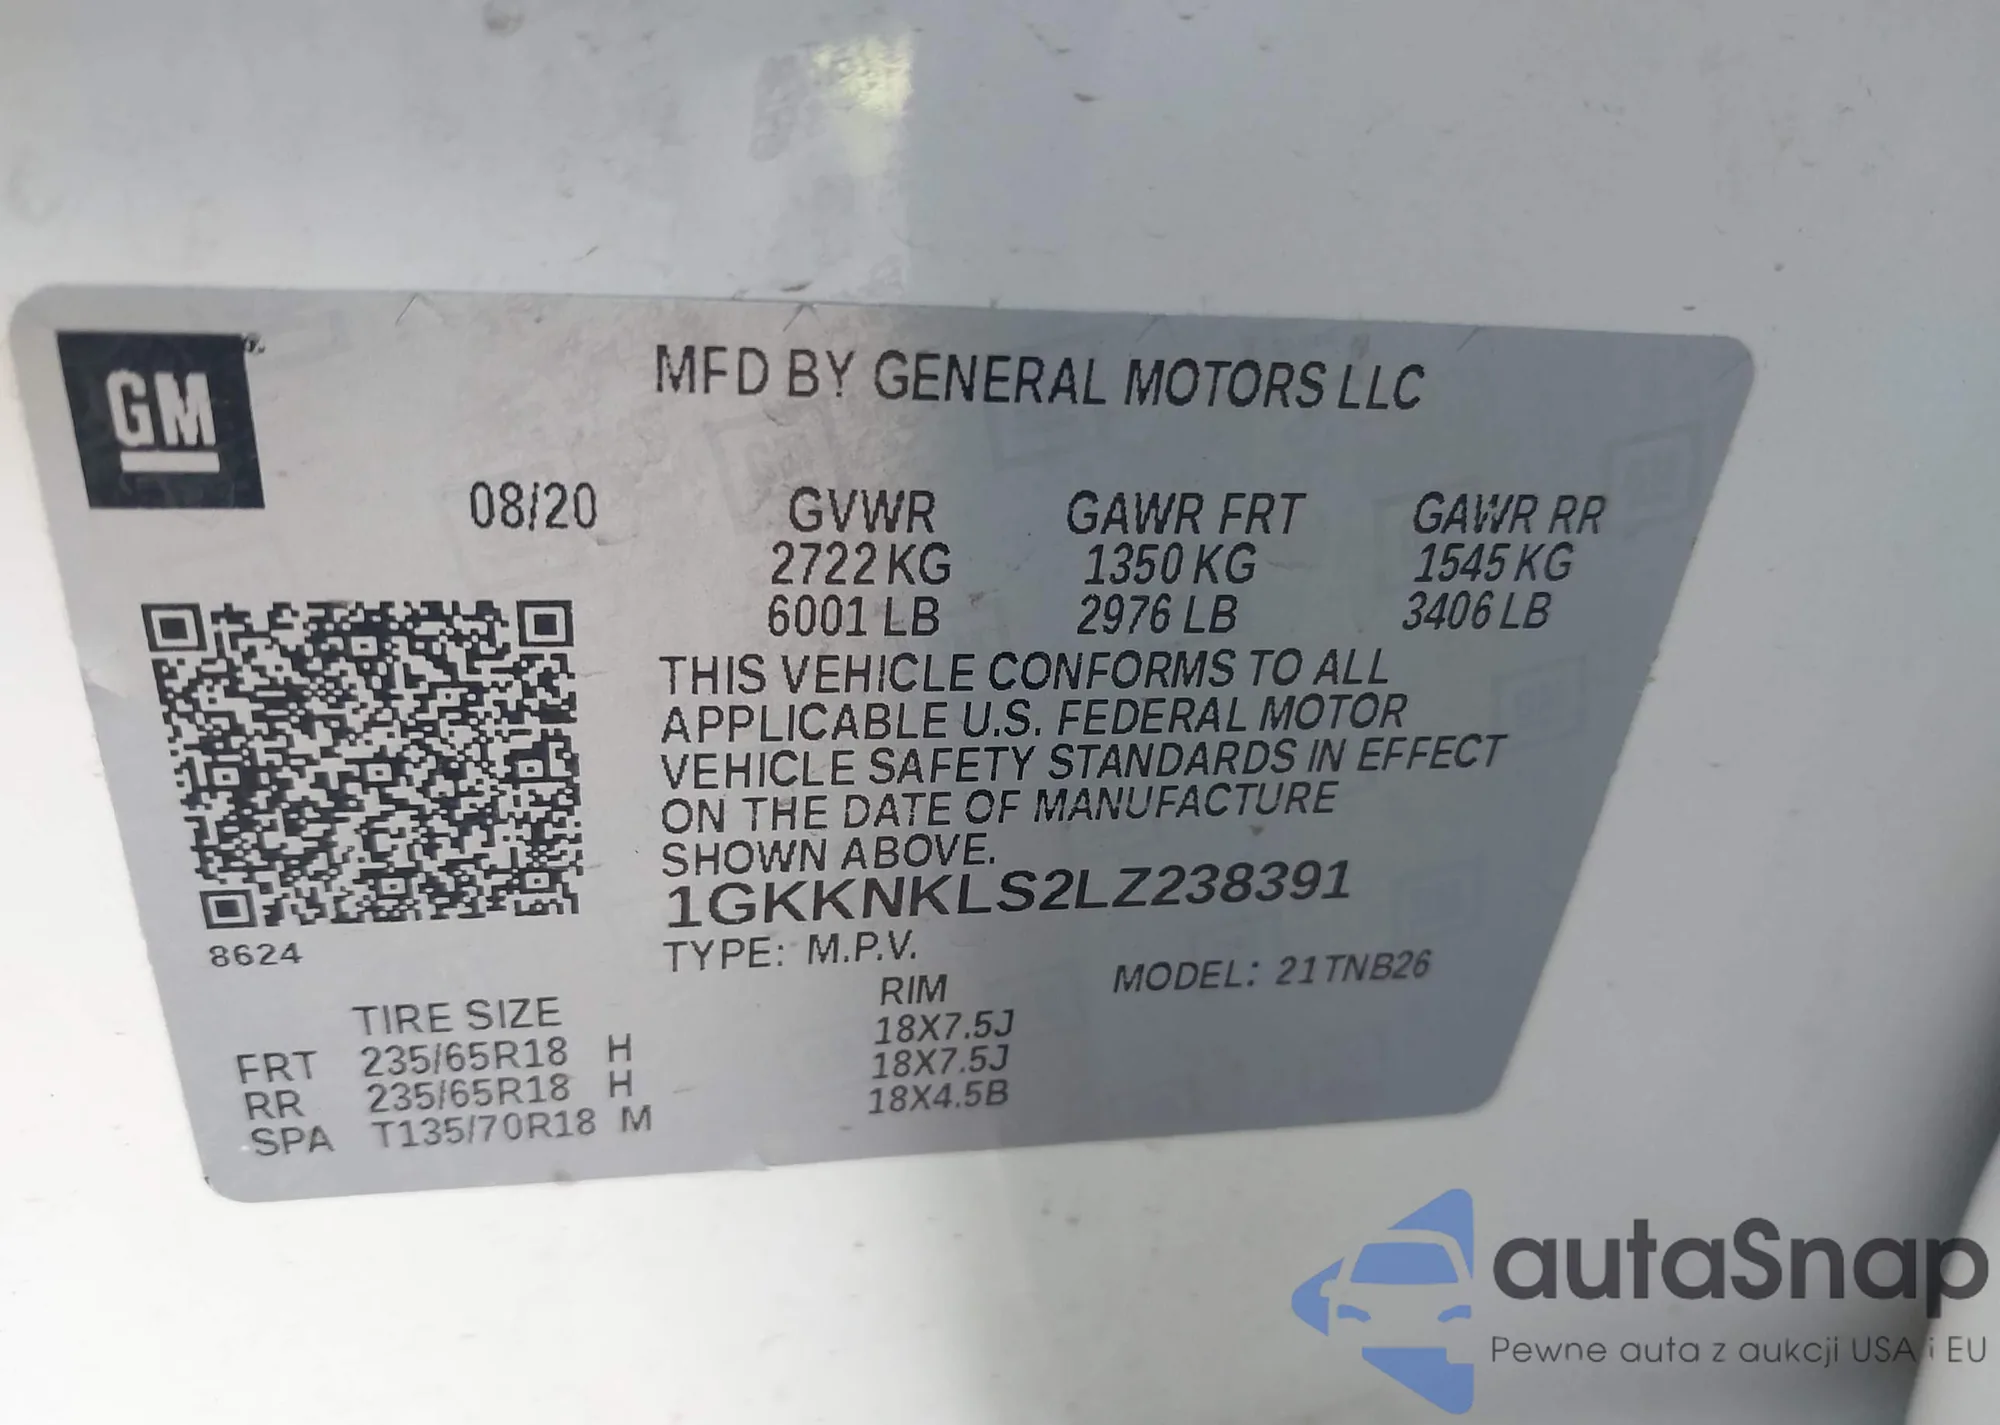 GM
MFD BY GENERAL MOTORS LLC
08/20 GVWR GAWR FRT GAWR RR
2722 KG 1350 KG 1545 KG
6001 LB 2976 LB 3406 LB
THIS VEHICLE CONFORMS TO ALL
APPLICABLE U.S. FEDERAL MOTOR
VEHICLE SAFETY STANDARDS IN EFFECT
ON THE DATE OF MANUFACTURE
SHOWN ABOVE.
1GKKNKLS2LZ238391
8624
TYPE: M.P.V. MODEL: 21TNB26
TIRE SIZE RIM
FRT 235/65R18 H 18X7.5J
RR 235/65R18 H 18X7.5J
SPA T135/70R18 M 18X4.5B
autaSnap
Pewne auta z aukcji USA i EU